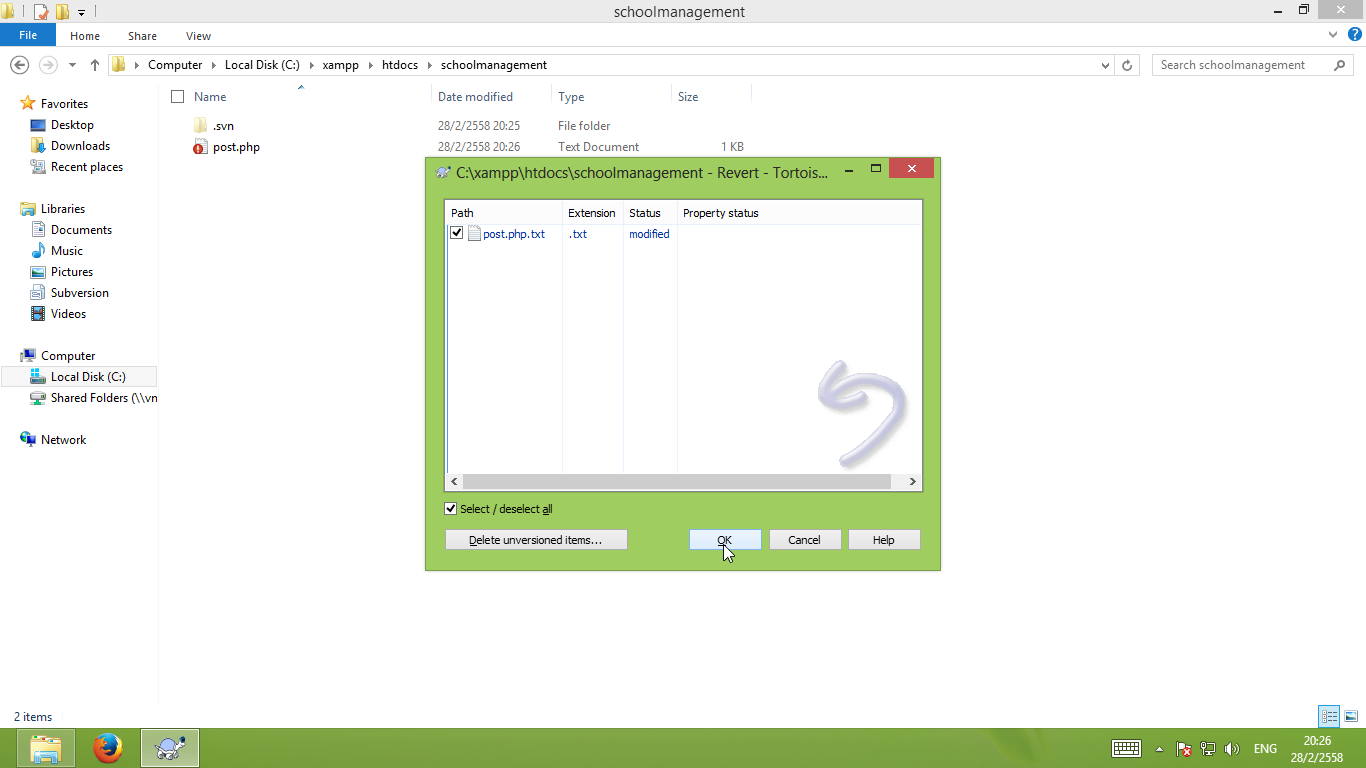 schoolmanagement
File Home Share View
Computer Local Disk (C:) xampp htdocs schoolmanagement
Search schoolmanagement
Name Date modified Type Size
.svn 28/2/2558 20:25 File folder
post.php 28/2/2558 20:26 Text Document 1 KB
Favorites
Desktop
Downloads
Recent places
Libraries
Documents
Music
Pictures
Subversion
Videos
Computer
Local Disk (C:)
Shared Folders (\\vn
Network
C:\xampp\htdocs\schoolmanagement - Revert - Tortois...
Path Extension Status Property status
post.php.txt .txt modified
Select / deselect all
Delete unversioned items... OK Cancel Help
2 items
ENG
20:26
28/2/2558